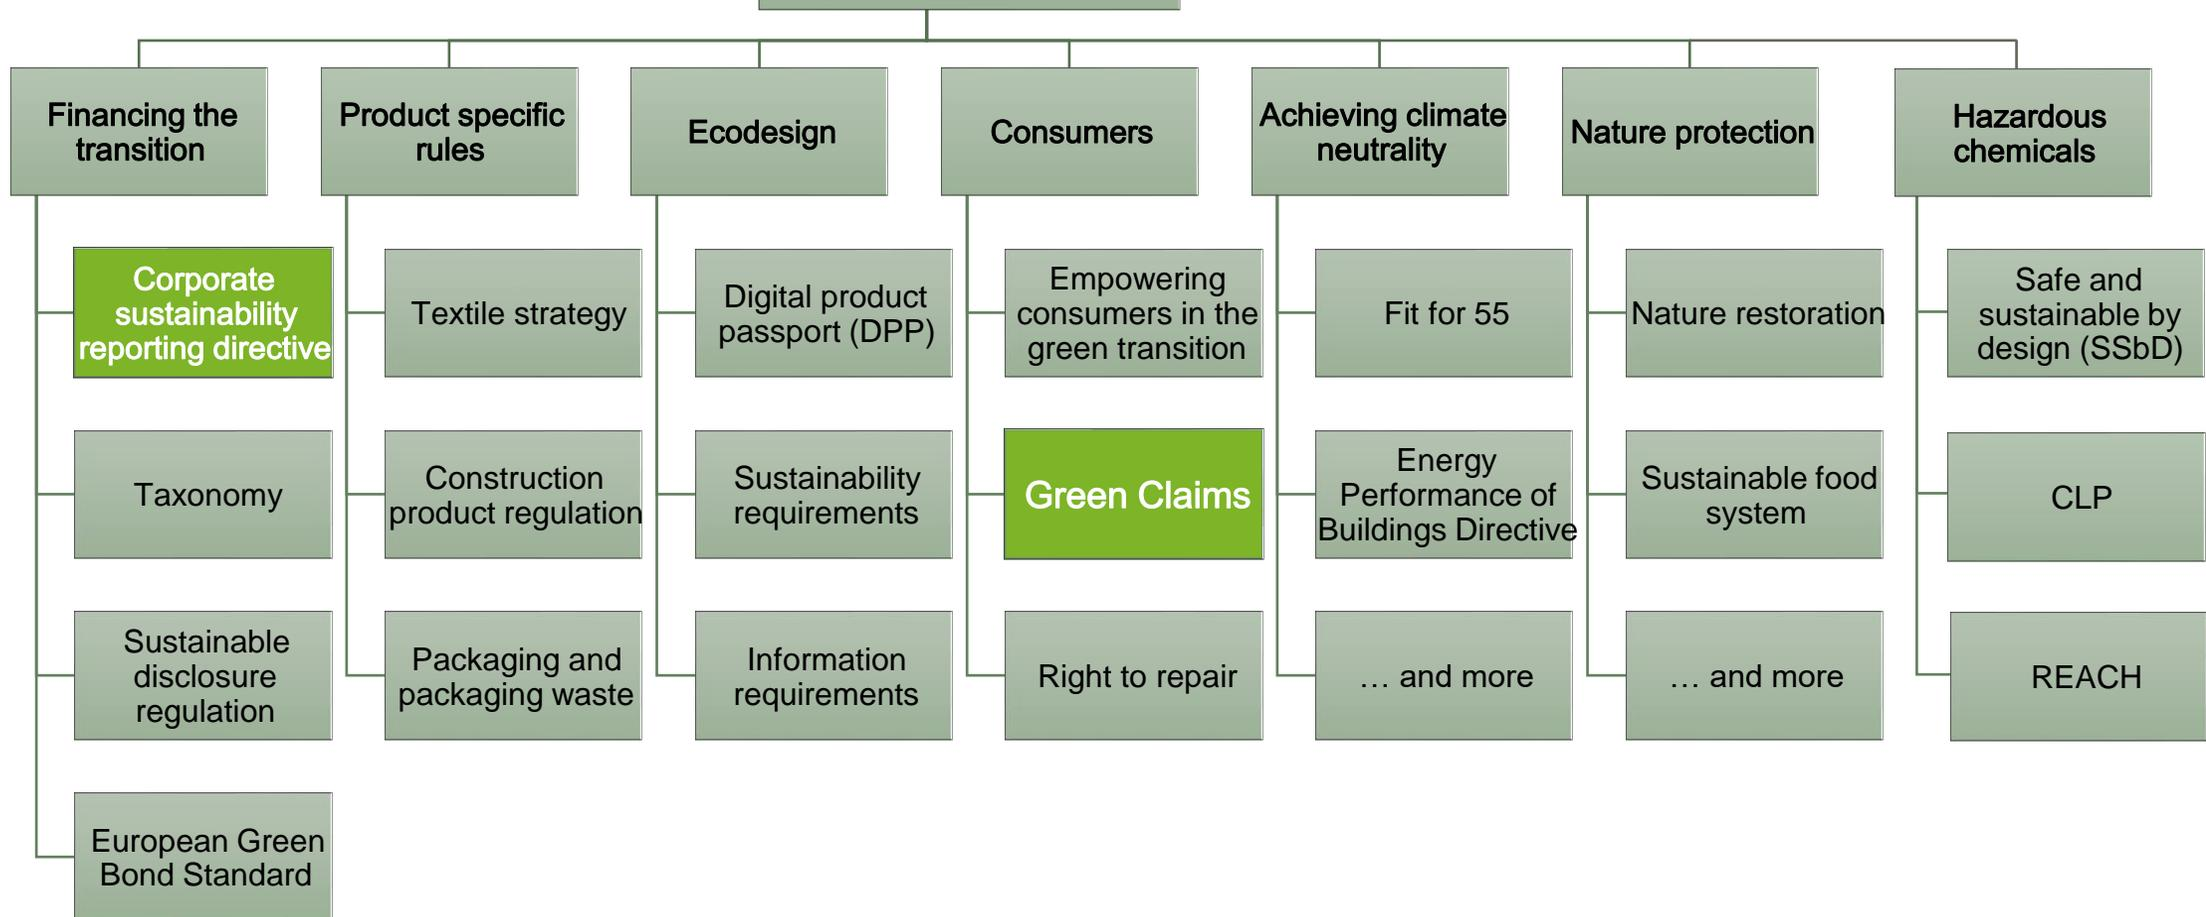 Financing the
transition
Product specific
rules
Ecodesign
Consumers
Achieving climate
neutrality
Nature protection
Hazardous
chemicals
Corporate
sustainability
reporting directive
Taxonomy
Sustainable
disclosure
regulation
European Green
Bond Standard
Textile strategy
Construction
product regulation
Packaging and
packaging waste
Digital product
passport (DPP)
Sustainability
requirements
Information
requirements
Empowering
consumers in the
green transition
Green Claims
Right to repair
Fit for 55
Energy
Performance of
Buildings Directive
… and more
Nature restoration
Sustainable food
system
… and more
Safe and
sustainable by
design (SSbD)
CLP
REACH